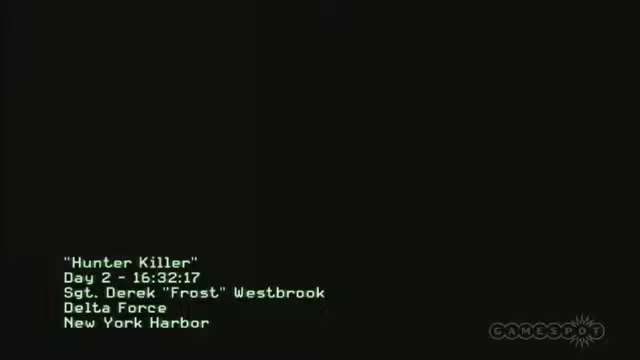 "Hunter Killer"
Day 2 - 16:32:17
Sgt. Derek "Frost" Westbrook
Delta Force
New York Harbor
GAMESPOT